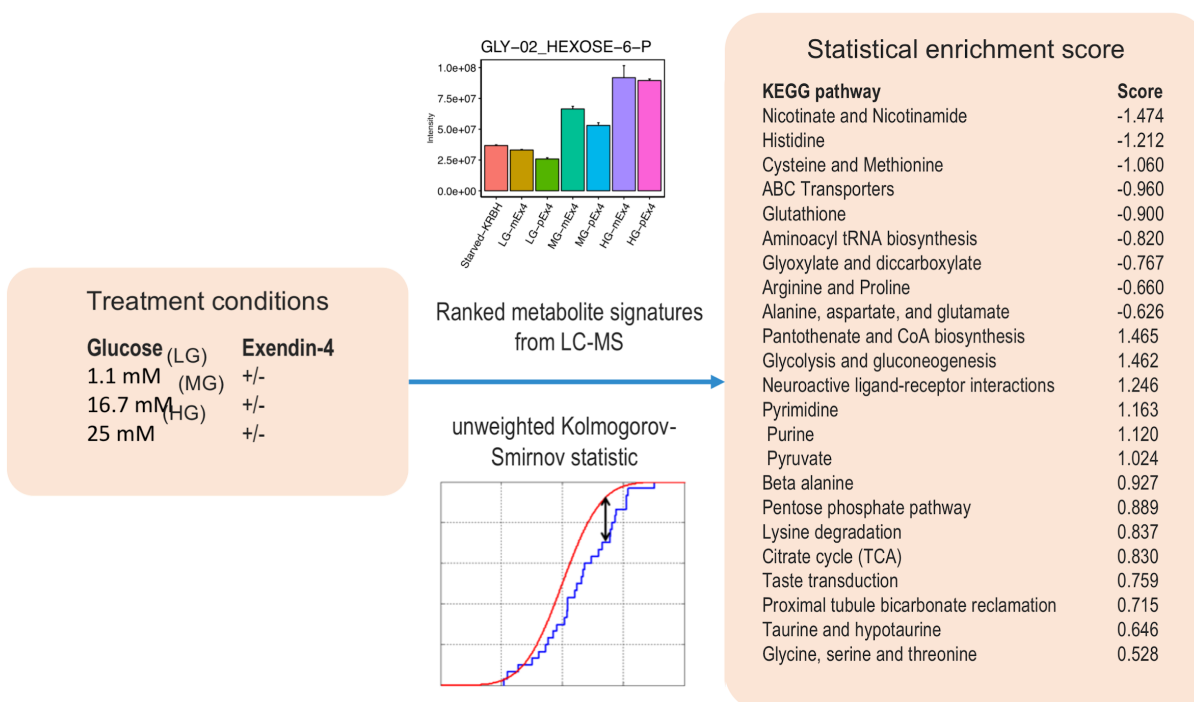 GLY−02_HEXOSE−6−P
Intensity
1.0e+08
7.5e+07
5.0e+07
2.5e+07
0.0e+00
Starved−KRBH
LG−mEx4
LG−pEx4
MG−mEx4
MG−pEx4
HG−mEx4
HG−pEx4
Treatment conditions
Glucose (LG) Exendin-4
1.1 mM (MG) +/-
16.7 mM (HG) +/-
25 mM +/-
Ranked metabolite signatures
from LC-MS
unweighted Kolmogorov-
Smirnov statistic
Statistical enrichment score
KEGG pathway Score
Nicotinate and Nicotinamide -1.474
Histidine -1.212
Cysteine and Methionine -1.060
ABC Transporters -0.960
Glutathione -0.900
Aminoacyl tRNA biosynthesis -0.820
Glyoxylate and diccarboxylate -0.767
Arginine and Proline -0.660
Alanine, aspartate, and glutamate -0.626
Pantothenate and CoA biosynthesis 1.465
Glycolysis and gluconeogenesis 1.462
Neuroactive ligand-receptor interactions 1.246
Pyrimidine 1.163
Purine 1.120
Pyruvate 1.024
Beta alanine 0.927
Pentose phosphate pathway 0.889
Lysine degradation 0.837
Citrate cycle (TCA) 0.830
Taste transduction 0.759
Proximal tubule bicarbonate reclamation 0.715
Taurine and hypotaurine 0.646
Glycine, serine and threonine 0.528